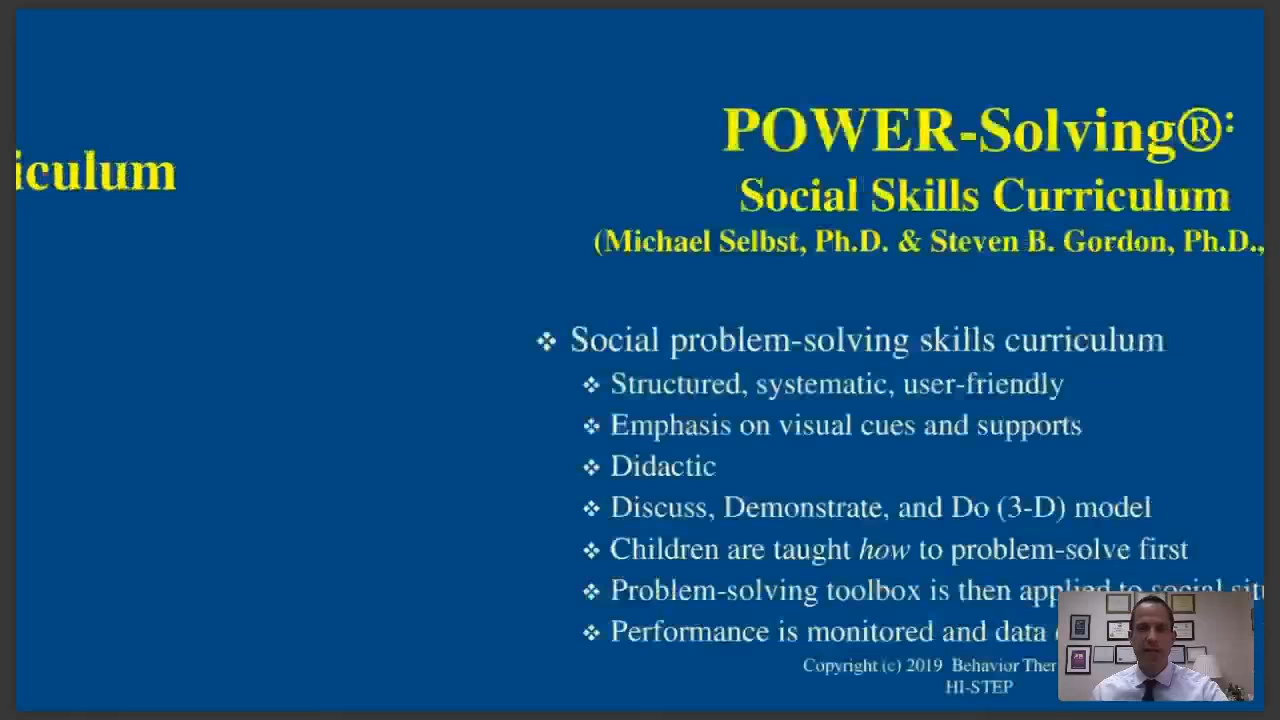 iculum
POWER-Solving®:
Social Skills Curriculum
(Michael Selbst, Ph.D. & Steven B. Gordon, Ph.D.,
❖ Social problem-solving skills curriculum
❖ Structured, systematic, user-friendly
❖ Emphasis on visual cues and supports
❖ Didactic
❖ Discuss, Demonstrate, and Do (3-D) model
❖ Children are taught how to problem-solve first
❖ Problem-solving toolbox is then applied to social situ
❖ Performance is monitored and data
Copyright (c) 2019 Behavior Ther
HI-STEP